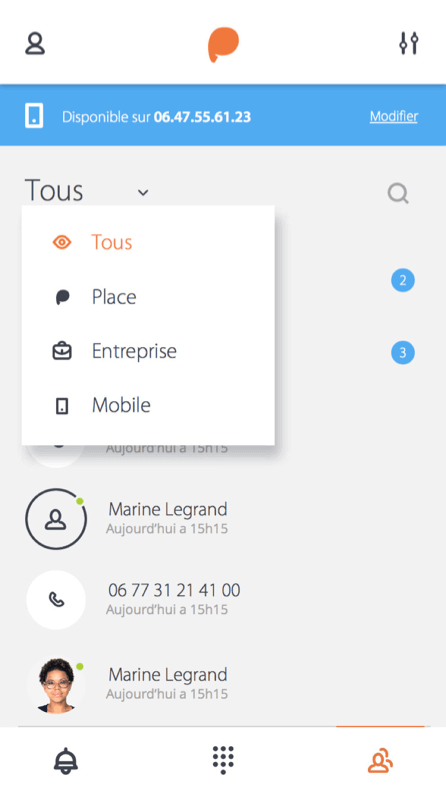 Disponible sur 06.47.55.61.23 Modifier
Tous
Tous
2
Place
Entreprise
3
Mobile
Aujourd'hui a 15h15
Marine Legrand
Aujourd'hui a 15h15
06 77 31 21 41 00
Aujourd'hui a 15h15
Marine Legrand
Aujourd'hui a 15h15